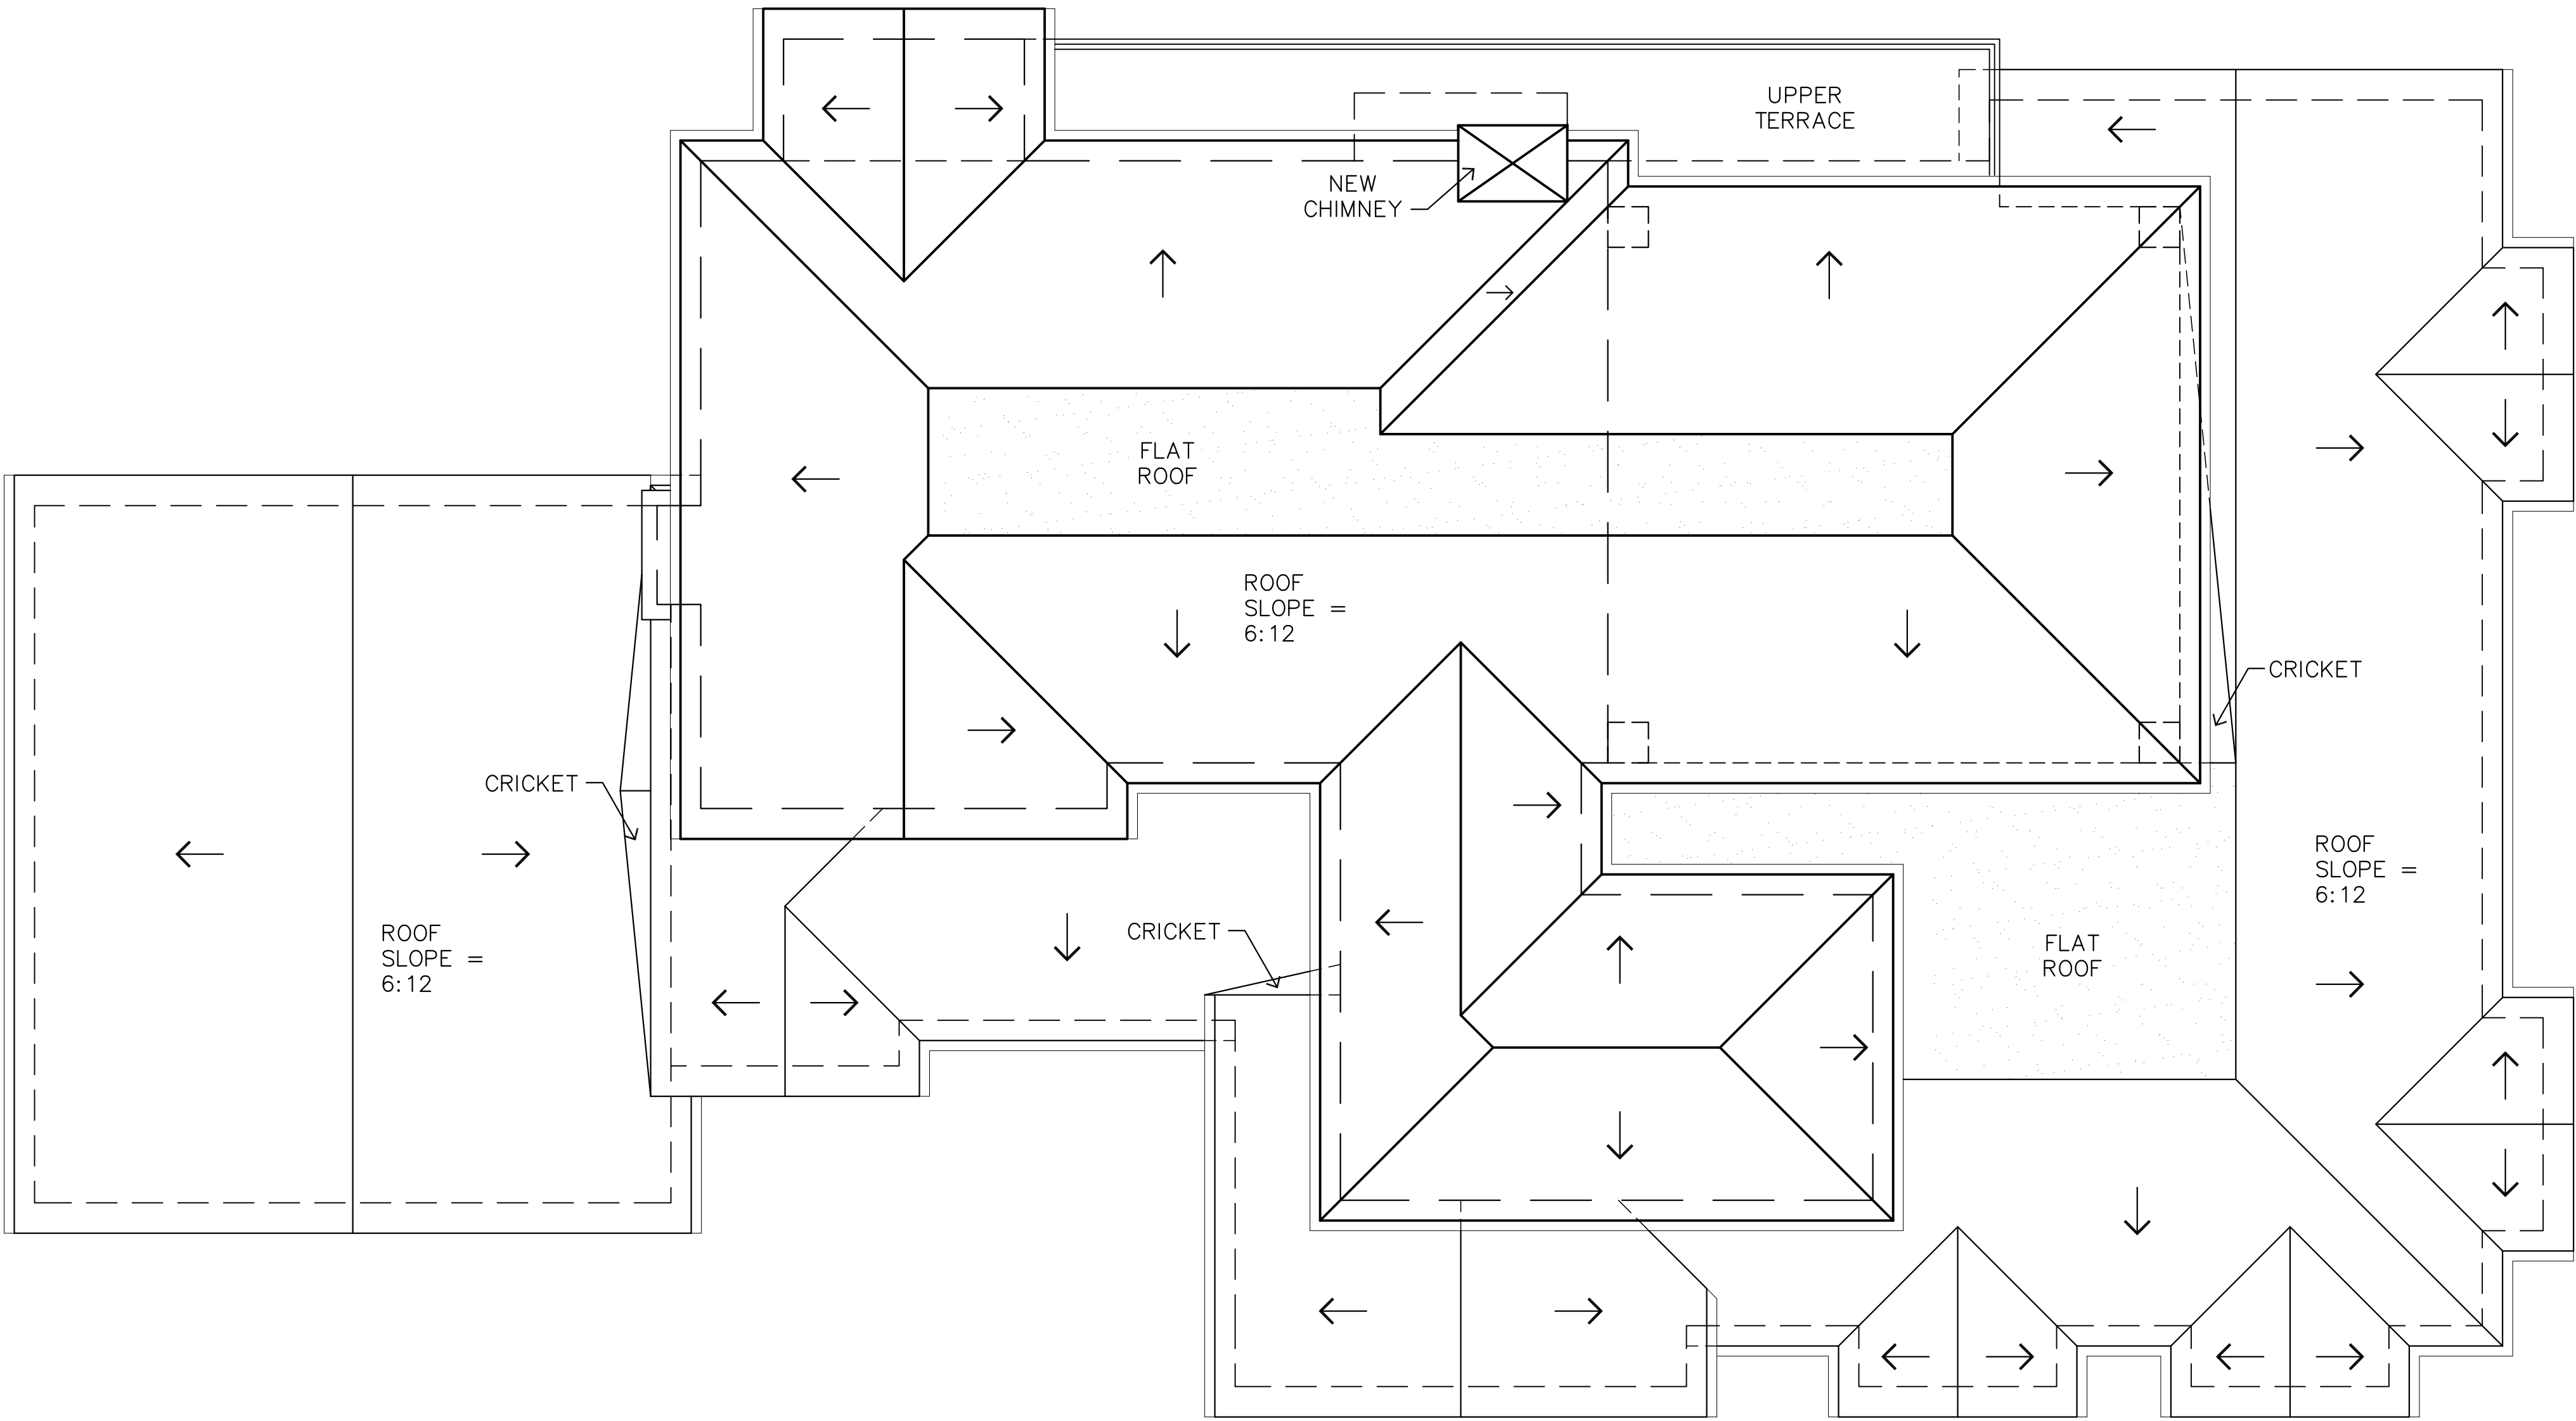 UPPER
TERRACE
NEW
CHIMNEY
FLAT
ROOF
ROOF
SLOPE =
6:12
CRICKET
CRICKET
ROOF
SLOPE =
6:12
CRICKET
ROOF
SLOPE =
6:12
FLAT
ROOF